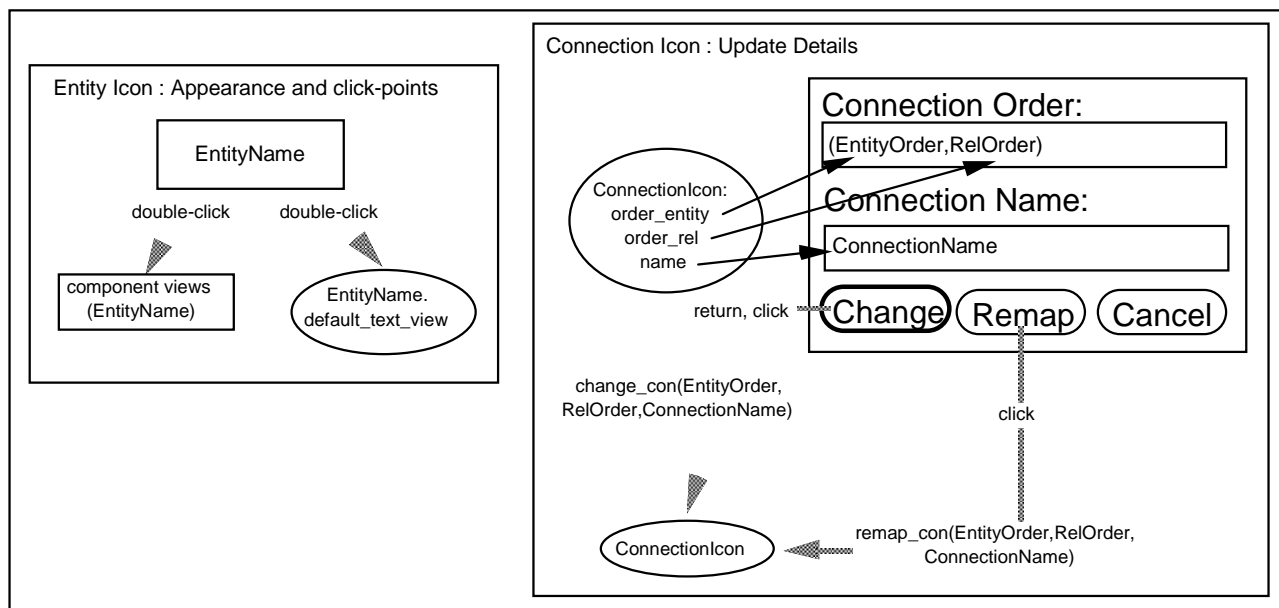 Entity Icon : Appearance and click-points
EntityName
double-click
double-click
component views
(EntityName)
EntityName.
default_text_view
Connection Icon : Update Details
Connection Order:
(EntityOrder,RelOrder)
ConnectionIcon:
order_entity
order_rel
name
Connection Name:
ConnectionName
return, click
Change
Remap
Cancel
change_con(EntityOrder,
RelOrder,ConnectionName)
click
ConnectionIcon
remap_con(EntityOrder,RelOrder,
ConnectionName)